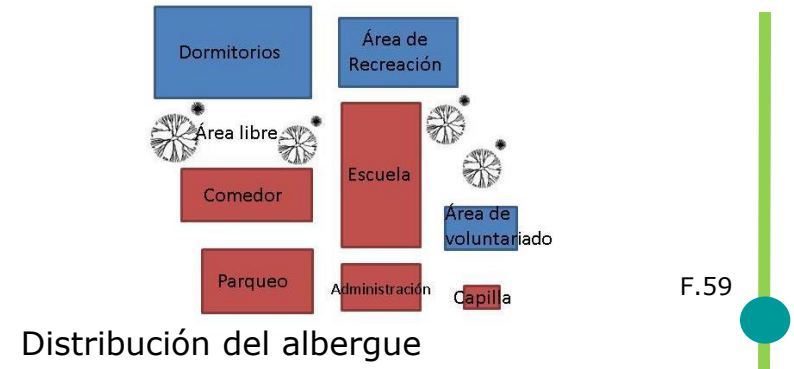 Dormitorios
Área de
Recreación
Área libre
Escuela
Comedor
Área de
voluntariado
Parqueo
Administración
Capilla
F.59
Distribución del albergue